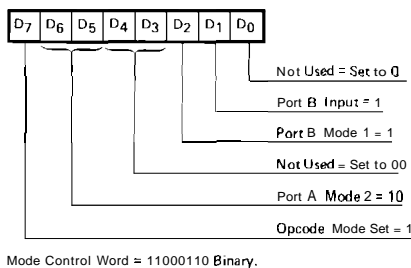 D7 D6 D5 D4 D3 D2 D1 D0
Not Used = Set to 0
Port B Input = 1
Port B Mode 1 = 1
Not Used = Set to 00
Port A Mode 2 = 10
Opcode Mode Set = 1
Mode Control Word = 11000110 Binary.